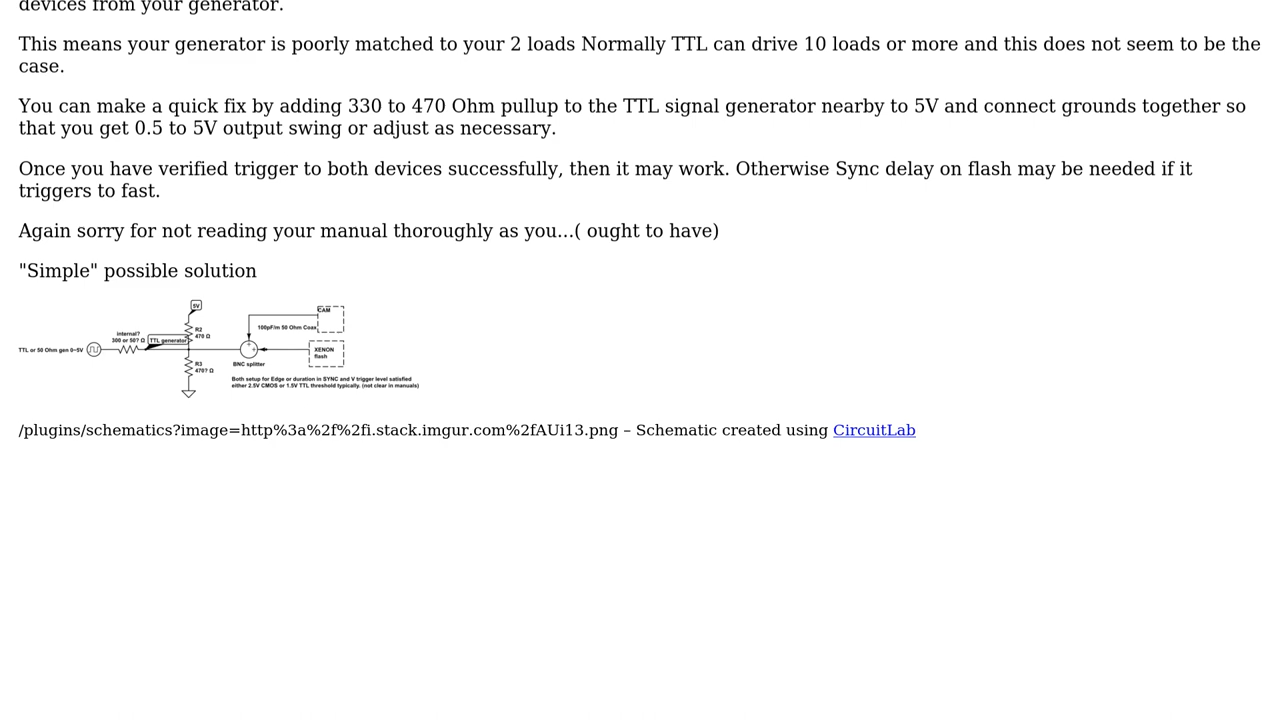 devices from your generator.
This means your generator is poorly matched to your 2 loads Normally TTL can drive 10 loads or more and this does not seem to be the
case.
You can make a quick fix by adding 330 to 470 Ohm pullup to the TTL signal generator nearby to 5V and connect grounds together so
that you get 0.5 to 5V output swing or adjust as necessary.
Once you have verified trigger to both devices successfully, then it may work. Otherwise Sync delay on flash may be needed if it
triggers to fast.
Again sorry for not reading your manual thoroughly as you...( ought to have)
"Simple" possible solution
5V
CAM
R2
470 Ω
100pF/m 50 Ohm Coax
internal?
300 or 50? Ω
TTL generator
TTL or 50 Ohm gen 0~5V
XENON
flash
R3
470? Ω
BNC splitter
Both setup for Edge or duration in SYNC and V trigger level satisfied
either 2.5V CMOS or 1.5V TTL threshold typically. (not clear in manuals)
/plugins/schematics?image=http%3a%2f%2fi.stack.imgur.com%2fAUi13.png – Schematic created using CircuitLab